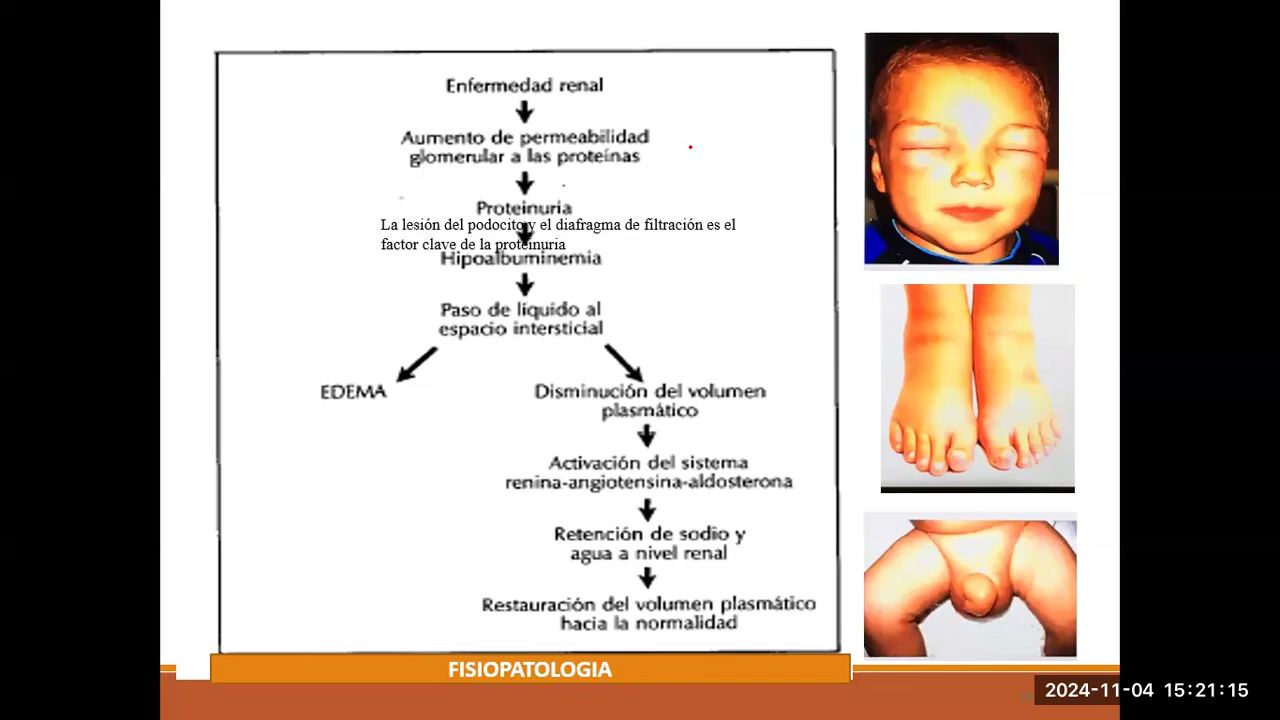 Enfermedad renal
Aumento de permeabilidad
glomerular a las proteínas
Proteinuria
La lesión del podocito y el diafragma de filtración es el
factor clave de la proteinuria
Hipoalbuminemia
Paso de líquido al
espacio intersticial
EDEMA
Disminución del volumen
plasmático
Activación del sistema
renina-angiotensina-aldosterona
Retención de sodio y
agua a nivel renal
Restauración del volumen plasmático
hacia la normalidad
FISIOPATOLOGIA
2024-11-04 15:21:15